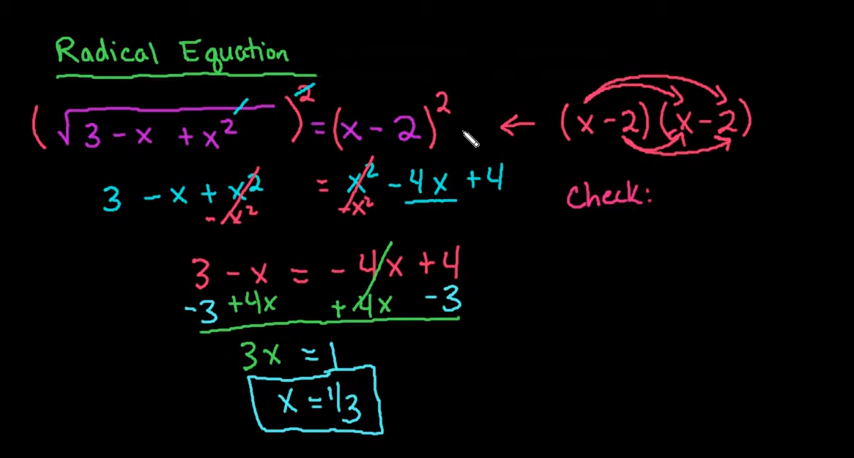 Radical Equation
(√(3 - x + x²))² = (x - 2)² ← (x - 2)(x - 2)
3 - x + x² = x² - 4x + 4
- x² - x²
Check:
3 - x = - 4x + 4
-3 +4x + 4x -3
3x = 1
x = 1/3